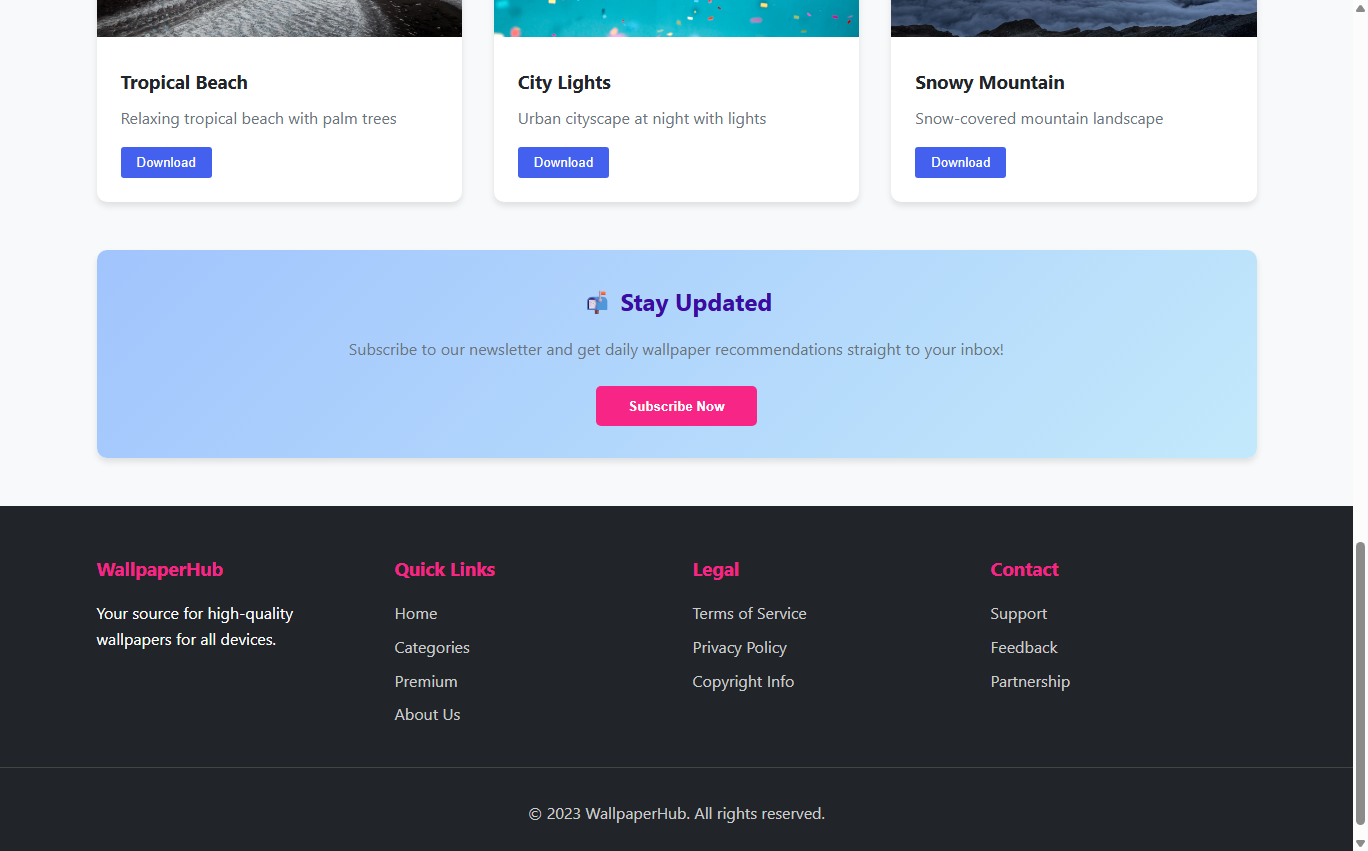 Tropical Beach
Relaxing tropical beach with palm trees
Download
City Lights
Urban cityscape at night with lights
Download
Snowy Mountain
Snow-covered mountain landscape
Download
📬 Stay Updated
Subscribe to our newsletter and get daily wallpaper recommendations straight to your inbox!
Subscribe Now
WallpaperHub
Your source for high-quality
wallpapers for all devices.
Quick Links
Home
Categories
Premium
About Us
Legal
Terms of Service
Privacy Policy
Copyright Info
Contact
Support
Feedback
Partnership
© 2023 WallpaperHub. All rights reserved.